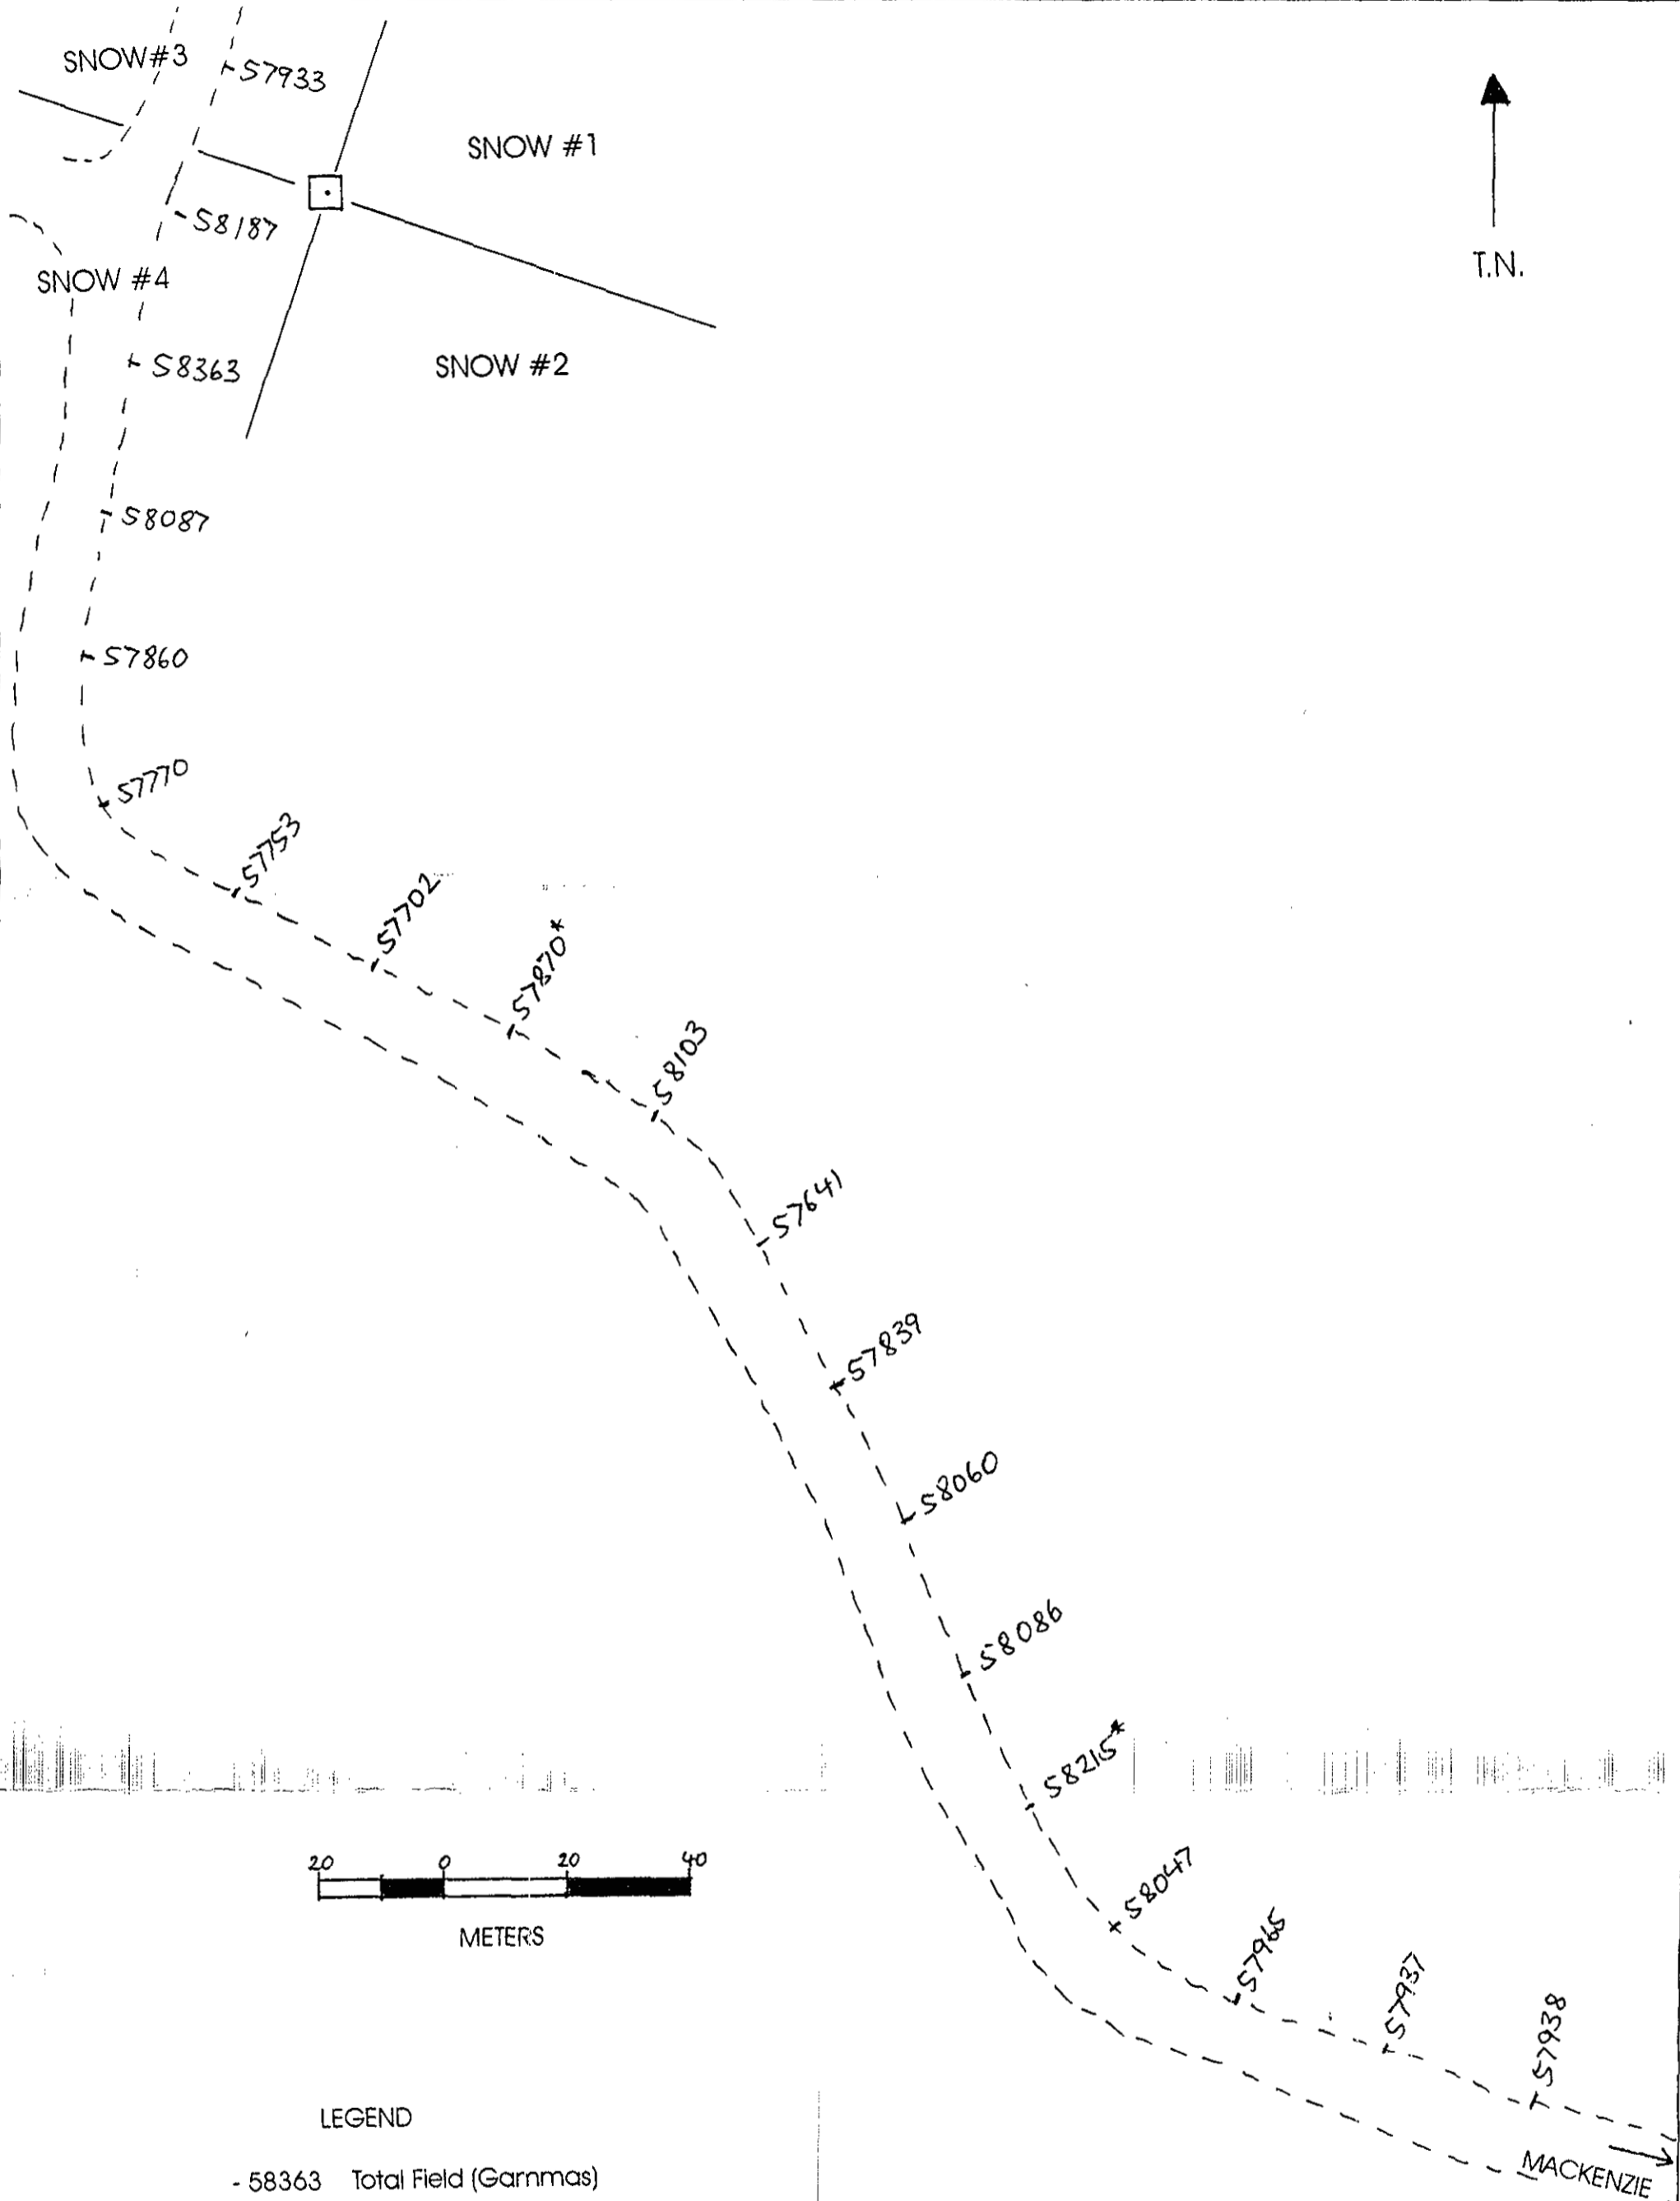 SNOW#3
57933
SNOW #1
58187
T.N.
SNOW #4
58363
SNOW #2
58087
57860
57770
57753
57702
57870*
58103
57641
57839
58060
58086
58215*
20 0 20 40
METERS
58047
57965
57937
57938
MACKENZIE
LEGEND
- 58363 Total Field (Gammas)